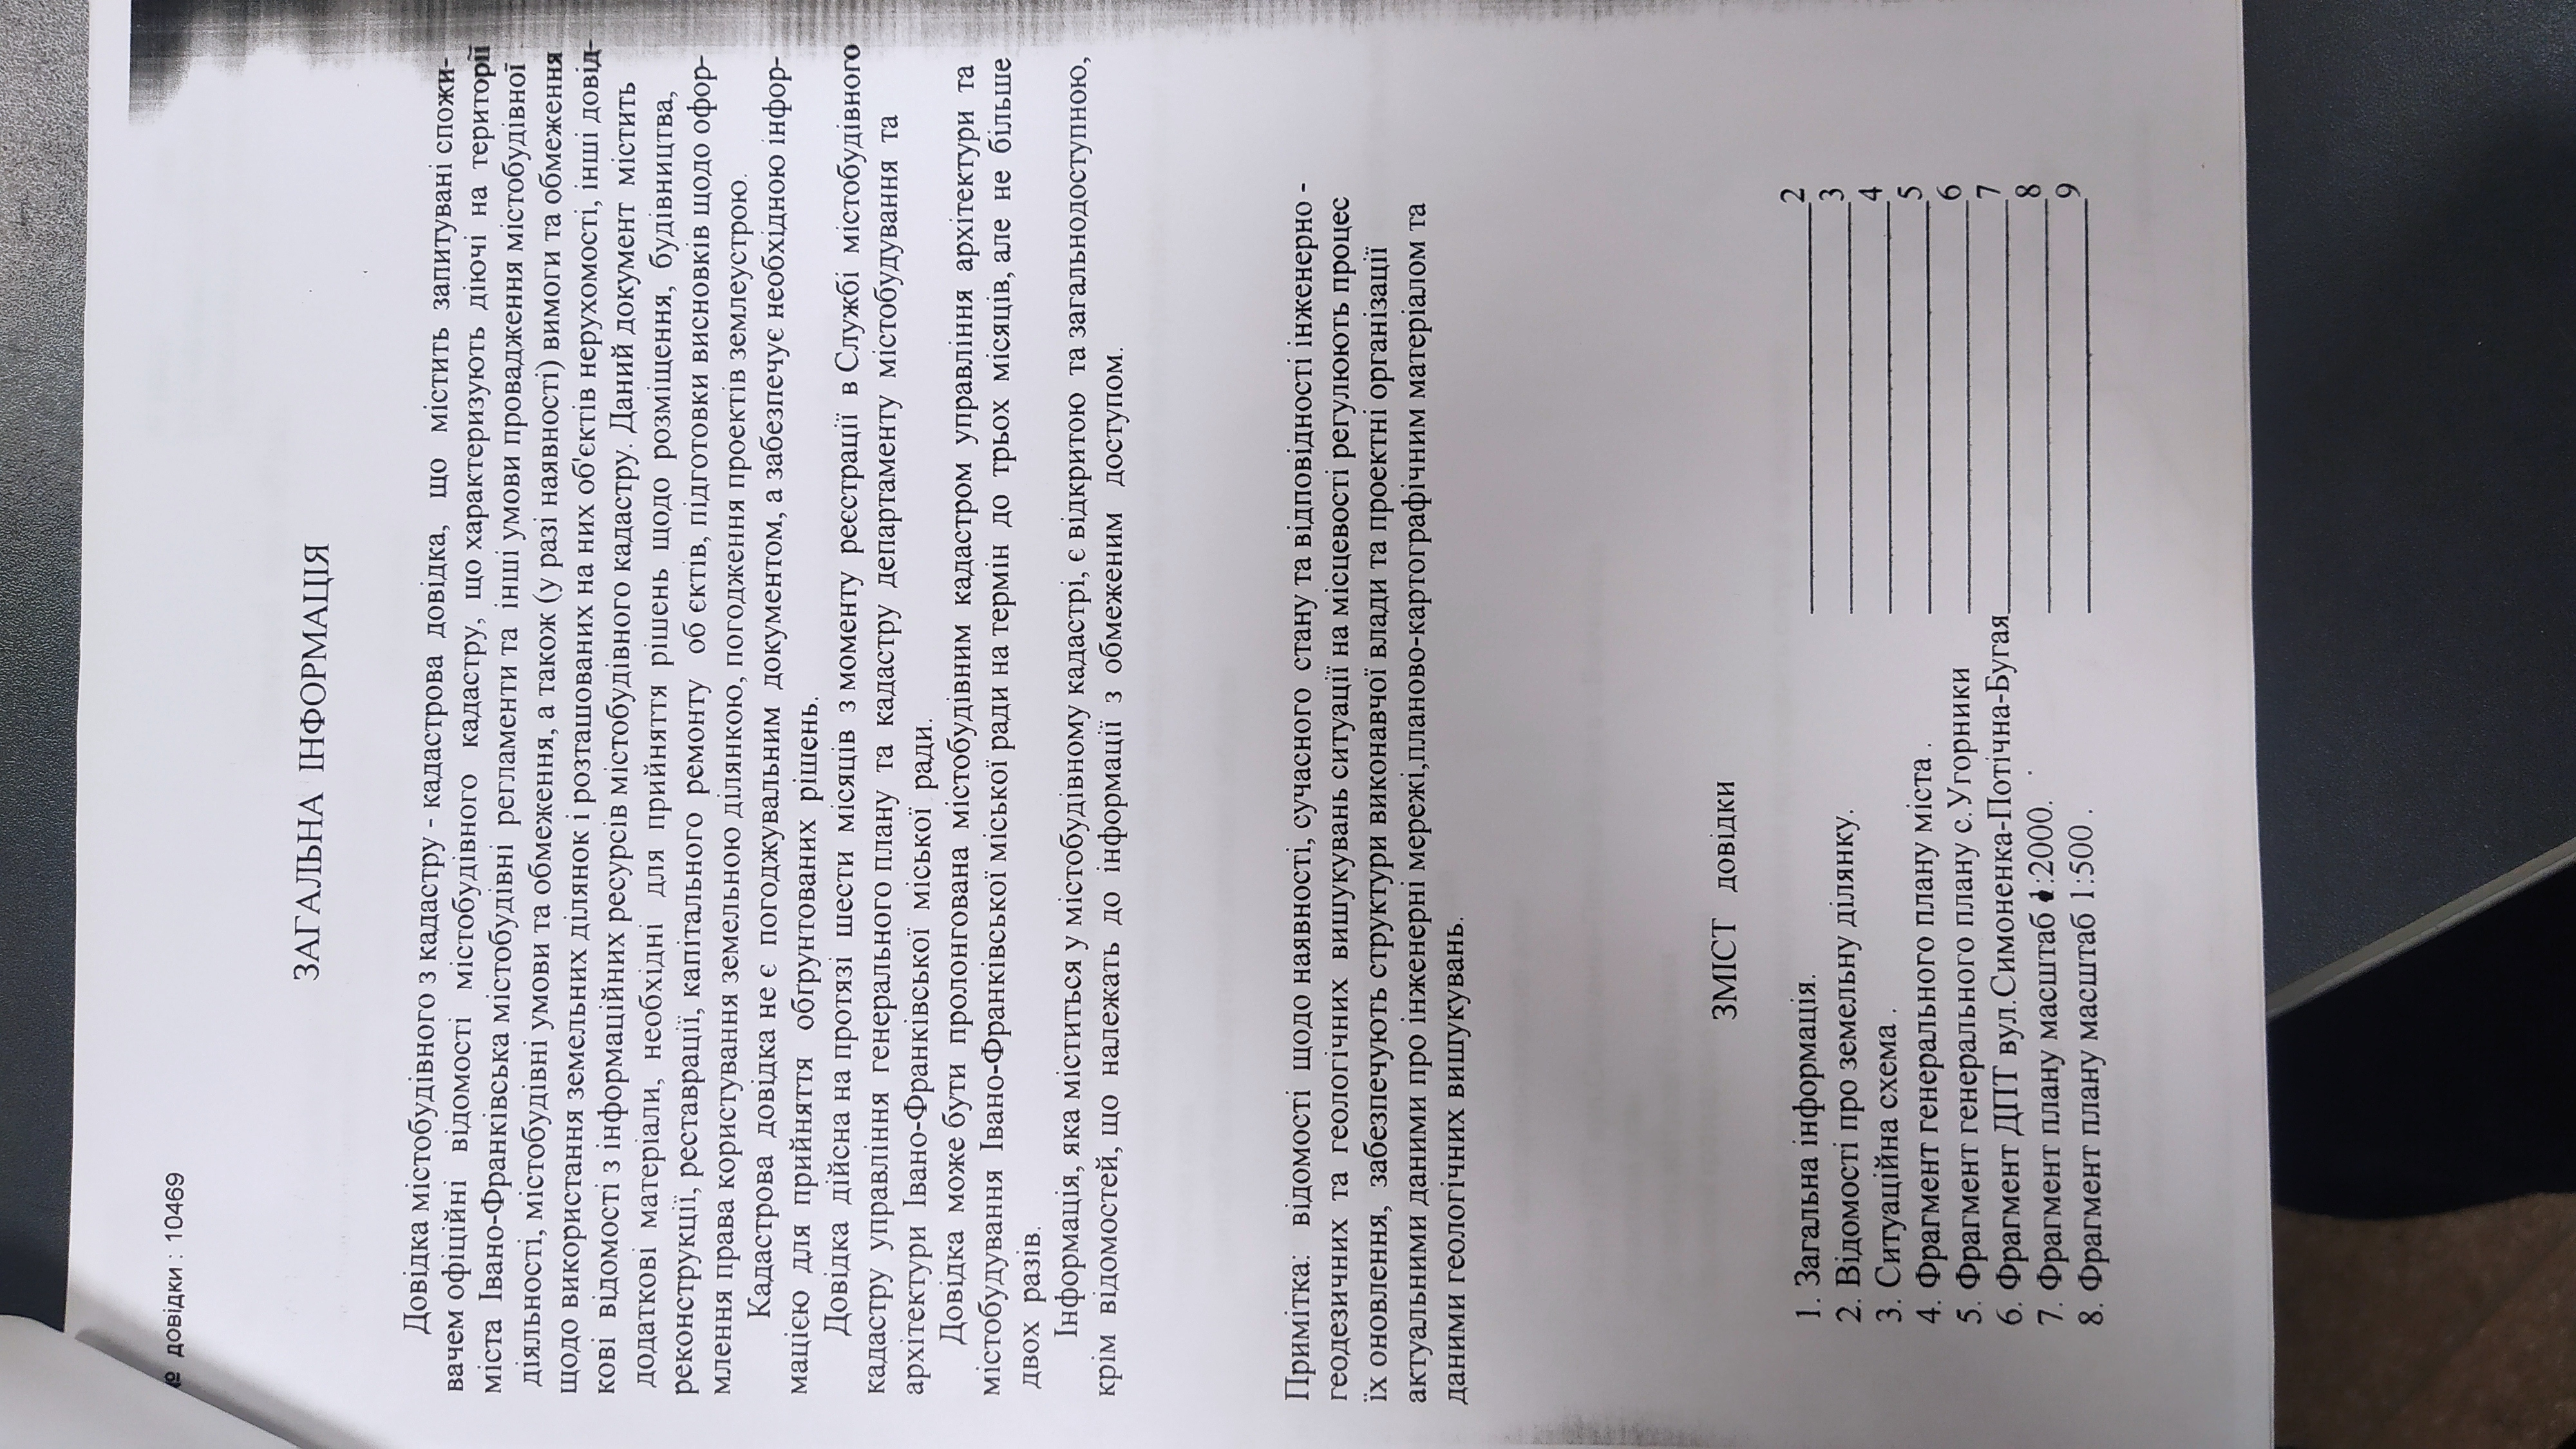 № довідки : 10469
ЗАГАЛЬНА ІНФОРМАЦІЯ
Довідка містобудівного з кадастру - кадастрова довідка, що містить запитувані спожи-
вачем офіційні відомості містобудівного кадастру, що характеризують діючі на території
міста Івано-Франківська містобудівні регламенти та інші умови провадження містобудівної
діяльності, містобудівні умови та обмеження, а також (у разі наявності) вимоги та обмеження
щодо використання земельних ділянок і розташованих на них об'єктів нерухомості, інші довід-
кові відомості з інформаційних ресурсів містобудівного кадастру. Даний документ містить
додаткові матеріали, необхідні для прийняття рішень щодо розміщення, будівництва,
реконструкції, реставрації, капітального ремонту об єктів, підготовки висновків щодо офор-
млення права користування земельною ділянкою, погодження проектів землеустрою.
Кадастрова довідка не є погоджувальним документом, а забезпечує необхідною інфор-
мацією для прийняття обгрунтованих рішень.
Довідка дійсна на протязі шести місяців з моменту реєстрації в Службі містобудівного
кадастру управління генерального плану та кадастру департаменту містобудування та
архітектури Івано-Франківської міської ради.
Довідка може бути пролонгована містобудівним кадастром управління архітектури та
містобудування Івано-Франківської міської ради на термін до трьох місяців, але не більше
двох разів.
Інформація, яка міститься у містобудівному кадастрі, є відкритою та загальнодоступною,
крім відомостей, що належать до інформації з обмеженим доступом.
Примітка: відомості щодо наявності, сучасного стану та відповідності інженерно -
геодезичних та геологічних вишукувань ситуації на місцевості регулюють процес
їх оновлення, забезпечують структури виконавчої влади та проектні організації
актуальними даними про інженерні мережі,планово-картографічним матеріалом та
даними геологічних вишукувань.
ЗМІСТ довідки
1. Загальна інформація. 2
2. Відомості про земельну ділянку. 3
3. Ситуаційна схема . 4
4. Фрагмент генерального плану міста . 5
5. Фрагмент генерального плану с.Угорники 6
6. Фрагмент ДПТ вул.Симоненка-Потічна-Бугая 7
7. Фрагмент плану масштаб 1:2000. 8
8. Фрагмент плану масштаб 1:500 . 9